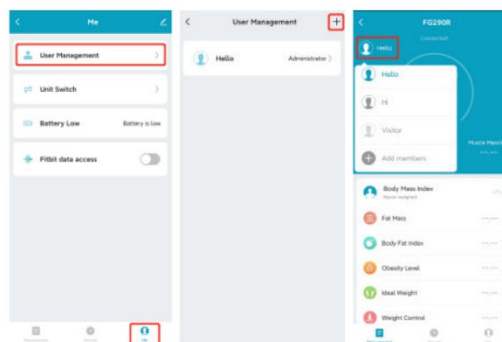 Me
User Management
Unit Switch
Battery Low
Battery is low
Fitbit data access
Me
User Management
Hello
Administrator
FG290R
Connected
Hello
Hello
Hi
Visitor
Add members
Body Mass Index
Fat Mass
Body Fat Index
Obesity Level
Ideal Weight
Weight Control